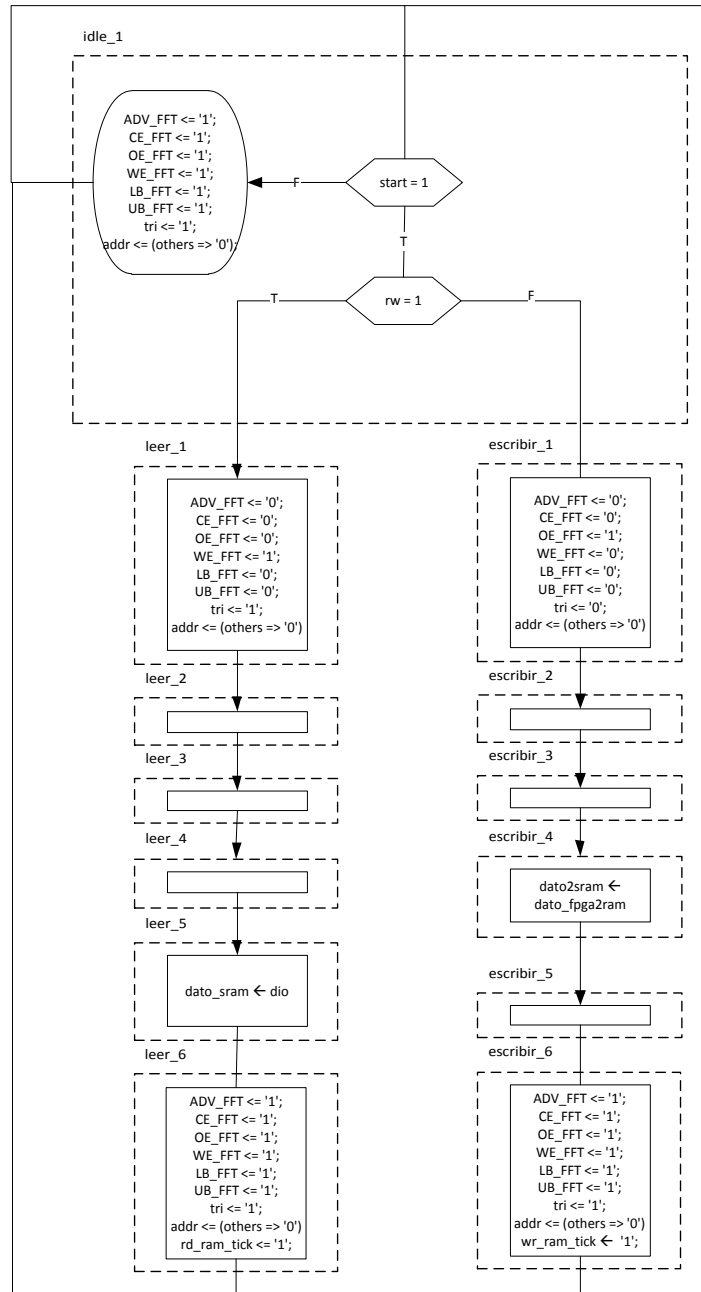 idle_1
ADV_FFT <= '1';
CE_FFT <= '1';
OE_FFT <= '1';
WE_FFT <= '1';
LB_FFT <= '1';
UB_FFT <= '1';
tri <= '1';
addr <= (others => '0');
F
start = 1
T
rw = 1
T
F
leer_1
ADV_FFT <= '0';
CE_FFT <= '0';
OE_FFT <= '0';
WE_FFT <= '1';
LB_FFT <= '0';
UB_FFT <= '0';
tri <= '1';
addr <= (others => '0')
leer_2
leer_3
leer_4
leer_5
dato_sram ← dio
leer_6
ADV_FFT <= '1';
CE_FFT <= '1';
OE_FFT <= '1';
WE_FFT <= '1';
LB_FFT <= '1';
UB_FFT <= '1';
tri <= '1';
addr <= (others => '0')
rd_ram_tick <= '1';
escribir_1
ADV_FFT <= '0';
CE_FFT <= '0';
OE_FFT <= '1';
WE_FFT <= '0';
LB_FFT <= '0';
UB_FFT <= '0';
tri <= '0';
addr <= (others => '0')
escribir_2
escribir_3
escribir_4
dato2sram ←
dato_fpga2ram
escribir_5
escribir_6
ADV_FFT <= '1';
CE_FFT <= '1';
OE_FFT <= '1';
WE_FFT <= '1';
LB_FFT <= '1';
UB_FFT <= '1';
tri <= '1';
addr <= (others => '0')
wr_ram_tick ← '1';